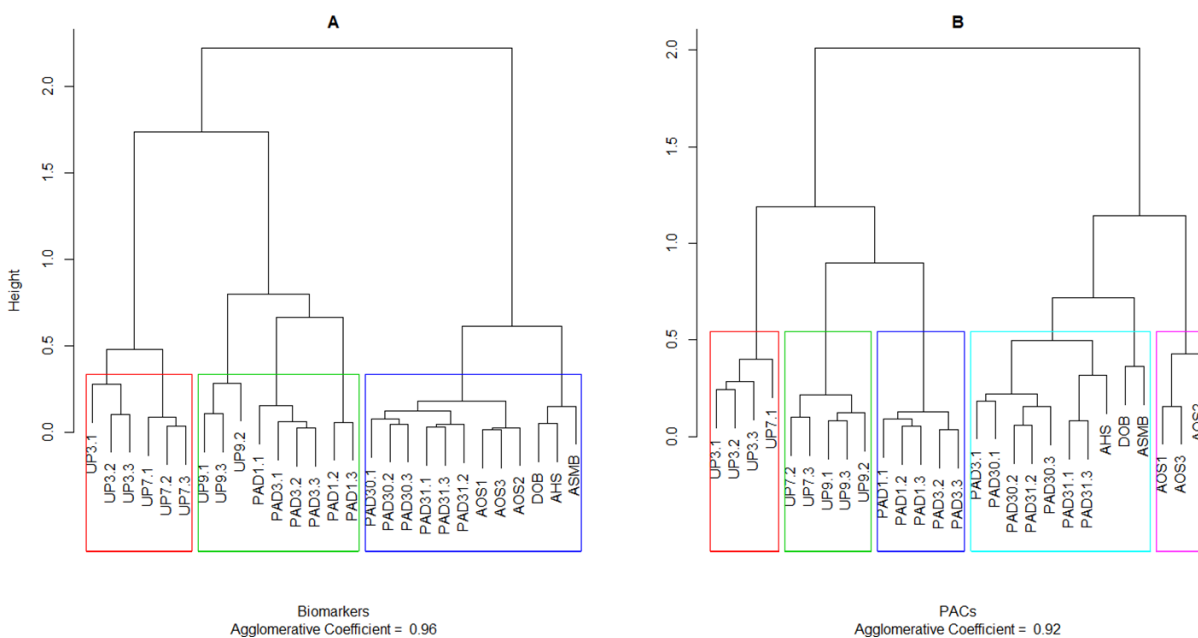 A
Height
0.0
0.5
1.0
1.5
2.0
UP3.1
UP3.2
UP3.3
UP7.1
UP7.2
UP7.3
UP9.1
UP9.3
UP9.2
PAD1.1
PAD3.1
PAD3.2
PAD3.3
PAD1.2
PAD1.3
PAD30.1
PAD30.2
PAD30.3
PAD31.1
PAD31.3
PAD31.2
AOS1
AOS3
AOS2
DOB
AHS
ASMB
Biomarkers
Agglomerative Coefficient = 0.96
B
0.0
0.5
1.0
1.5
2.0
UP3.1
UP3.2
UP3.3
UP7.1
UP7.2
UP7.3
UP9.1
UP9.3
UP9.2
PAD1.1
PAD1.2
PAD1.3
PAD3.2
PAD3.3
PAD3.1
PAD30.1
PAD30.2
PAD31.2
PAD30.3
PAD31.1
PAD31.3
AHS
DOB
ASMB
AOS1
AOS3
AOS2
PACs
Agglomerative Coefficient = 0.92